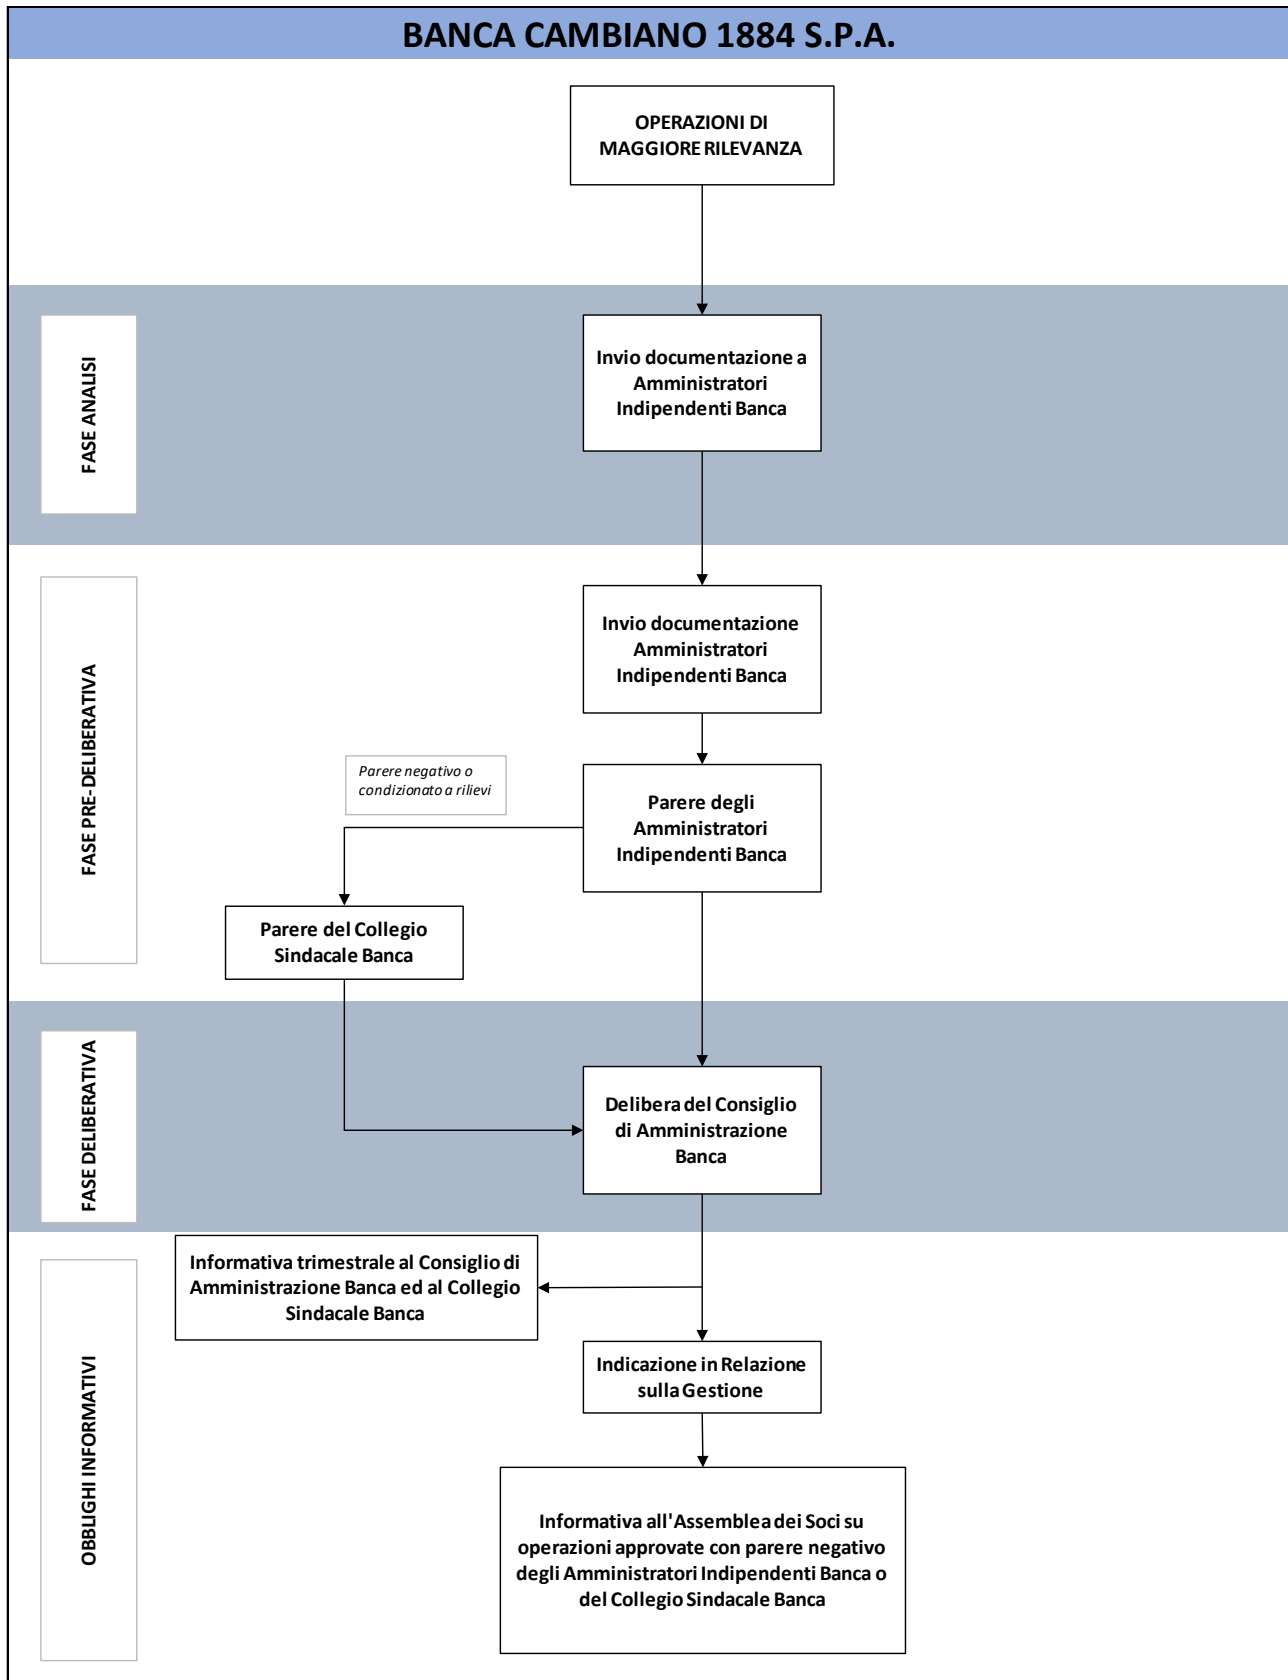 BANCA CAMBIANO 1884 S.P.A.
OPERAZIONI DI
MAGGIORE RILEVANZA
FASE ANALISI
Invio documentazione a
Amministratori
Indipendenti Banca
FASE PRE-DELIBERATIVA
Invio documentazione
Amministratori
Indipendenti Banca
Parere negativo o
condizionato a rilievi
Parere degli
Amministratori
Indipendenti Banca
Parere del Collegio
Sindacale Banca
FASE DELIBERATIVA
Delibera del Consiglio
di Amministrazione
Banca
OBBLIGHI INFORMATIVI
Informativa trimestrale al Consiglio di
Amministrazione Banca ed al Collegio
Sindacale Banca
Indicazione in Relazione
sulla Gestione
Informativa all'Assemblea dei Soci su
operazioni approvate con parere negativo
degli Amministratori Indipendenti Banca o
del Collegio Sindacale Banca